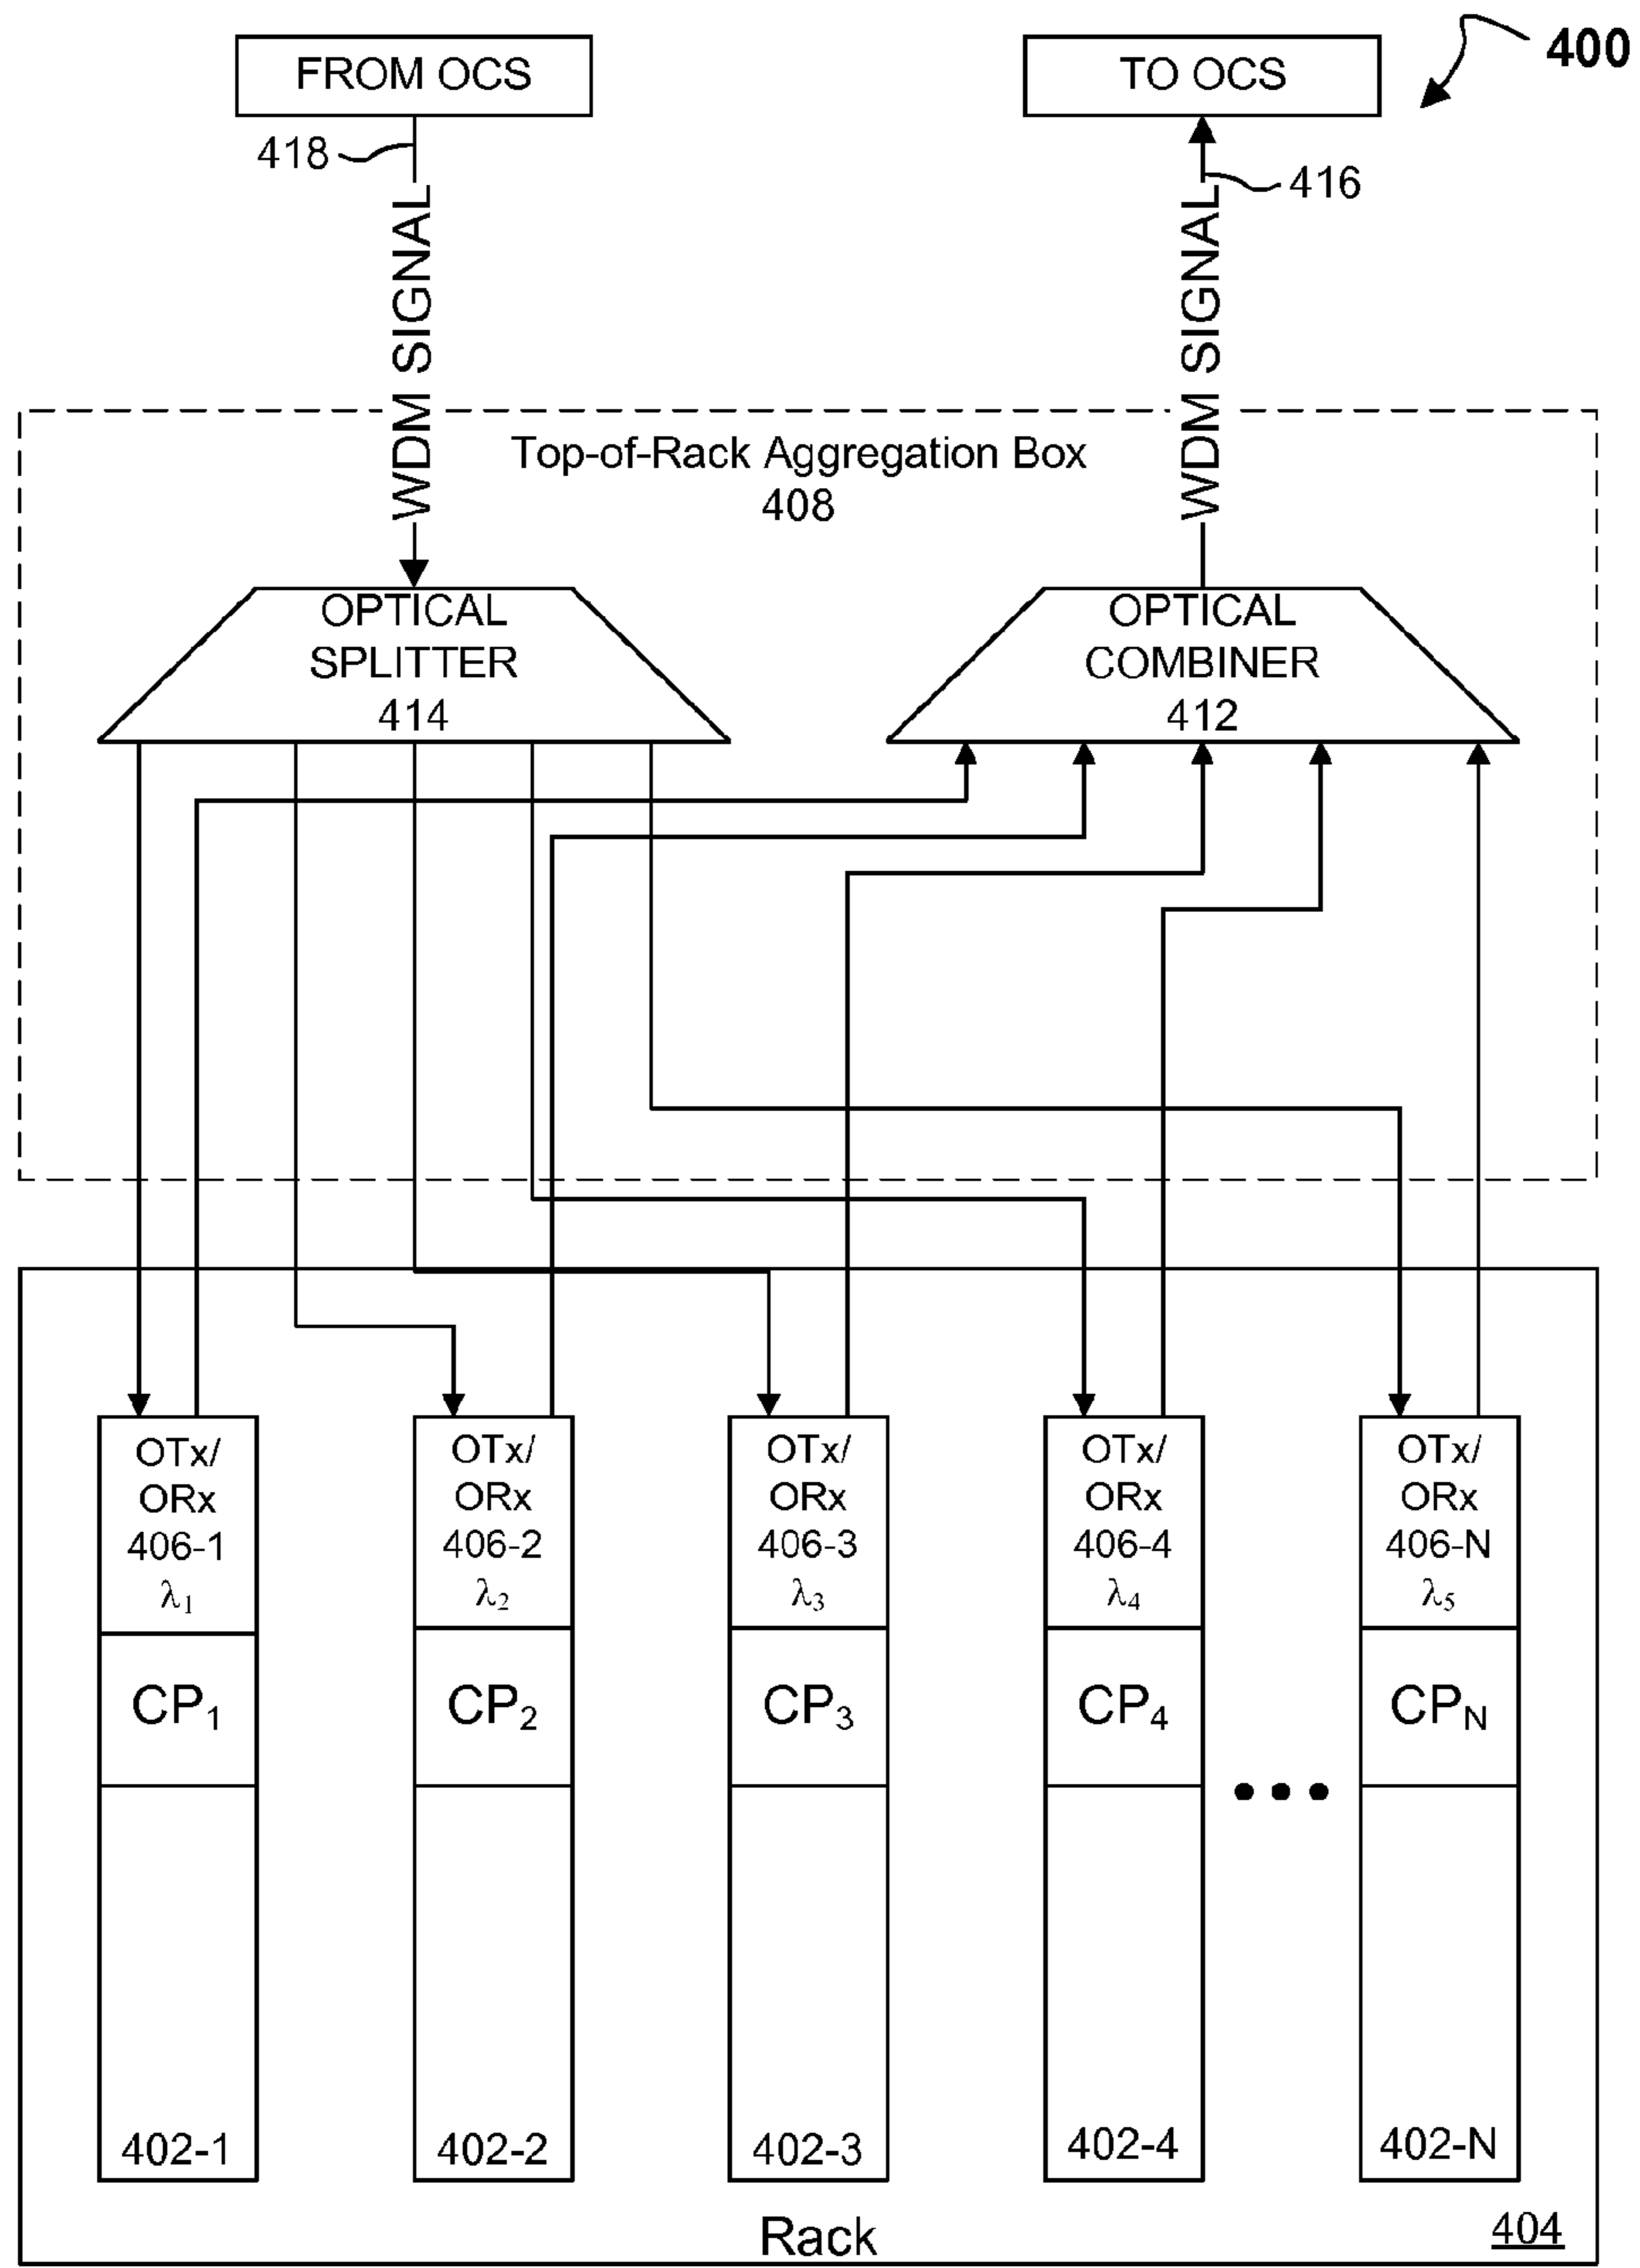 400
FROM OCS
TO OCS
418
416
WDM SIGNAL
WDM SIGNAL
Top-of-Rack Aggregation Box
408
OPTICAL
SPLITTER
414
OPTICAL
COMBINER
412
OTx/
ORx
406-1
λ1
CP1
402-1
OTx/
ORx
406-2
λ2
CP2
402-2
OTx/
ORx
406-3
λ3
CP3
402-3
OTx/
ORx
406-4
λ4
CP4
402-4
OTx/
ORx
406-N
λ5
CPN
402-N
Rack
404